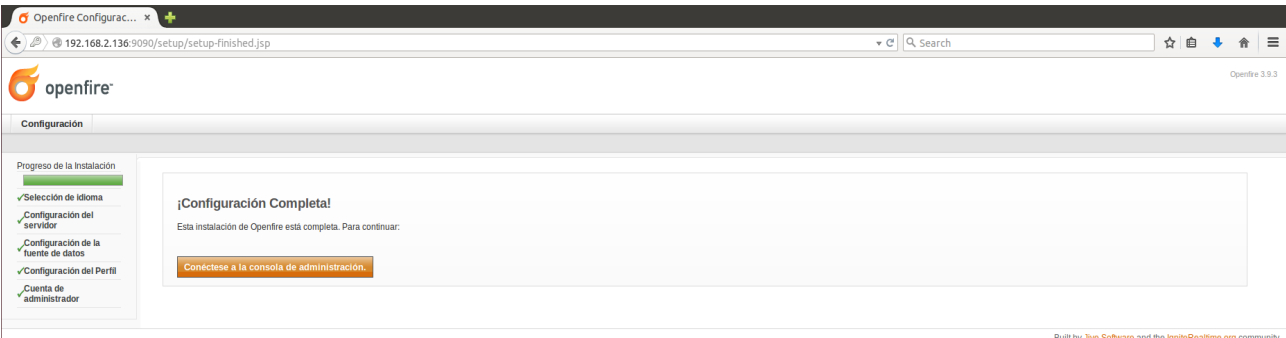 Openfire Configurac...
192.168.2.136:9090/setup/setup-finished.jsp
Search
openfire™
Openfire 3.9.3
Configuración
Progreso de la Instalación
Selección de idioma
Configuración del
servidor
Configuración de la
fuente de datos
Configuración del Perfil
Cuenta de
administrador
¡Configuración Completa!
Esta instalación de Openfire está completa. Para continuar:
Conéctese a la consola de administración.
Built by Jive Software and the IgniteRealtime.org community